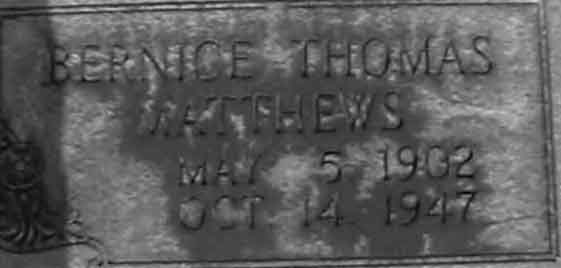 BERNICE THOMAS
MATTHEWS
MAY 5 1902
OCT. 14 1947